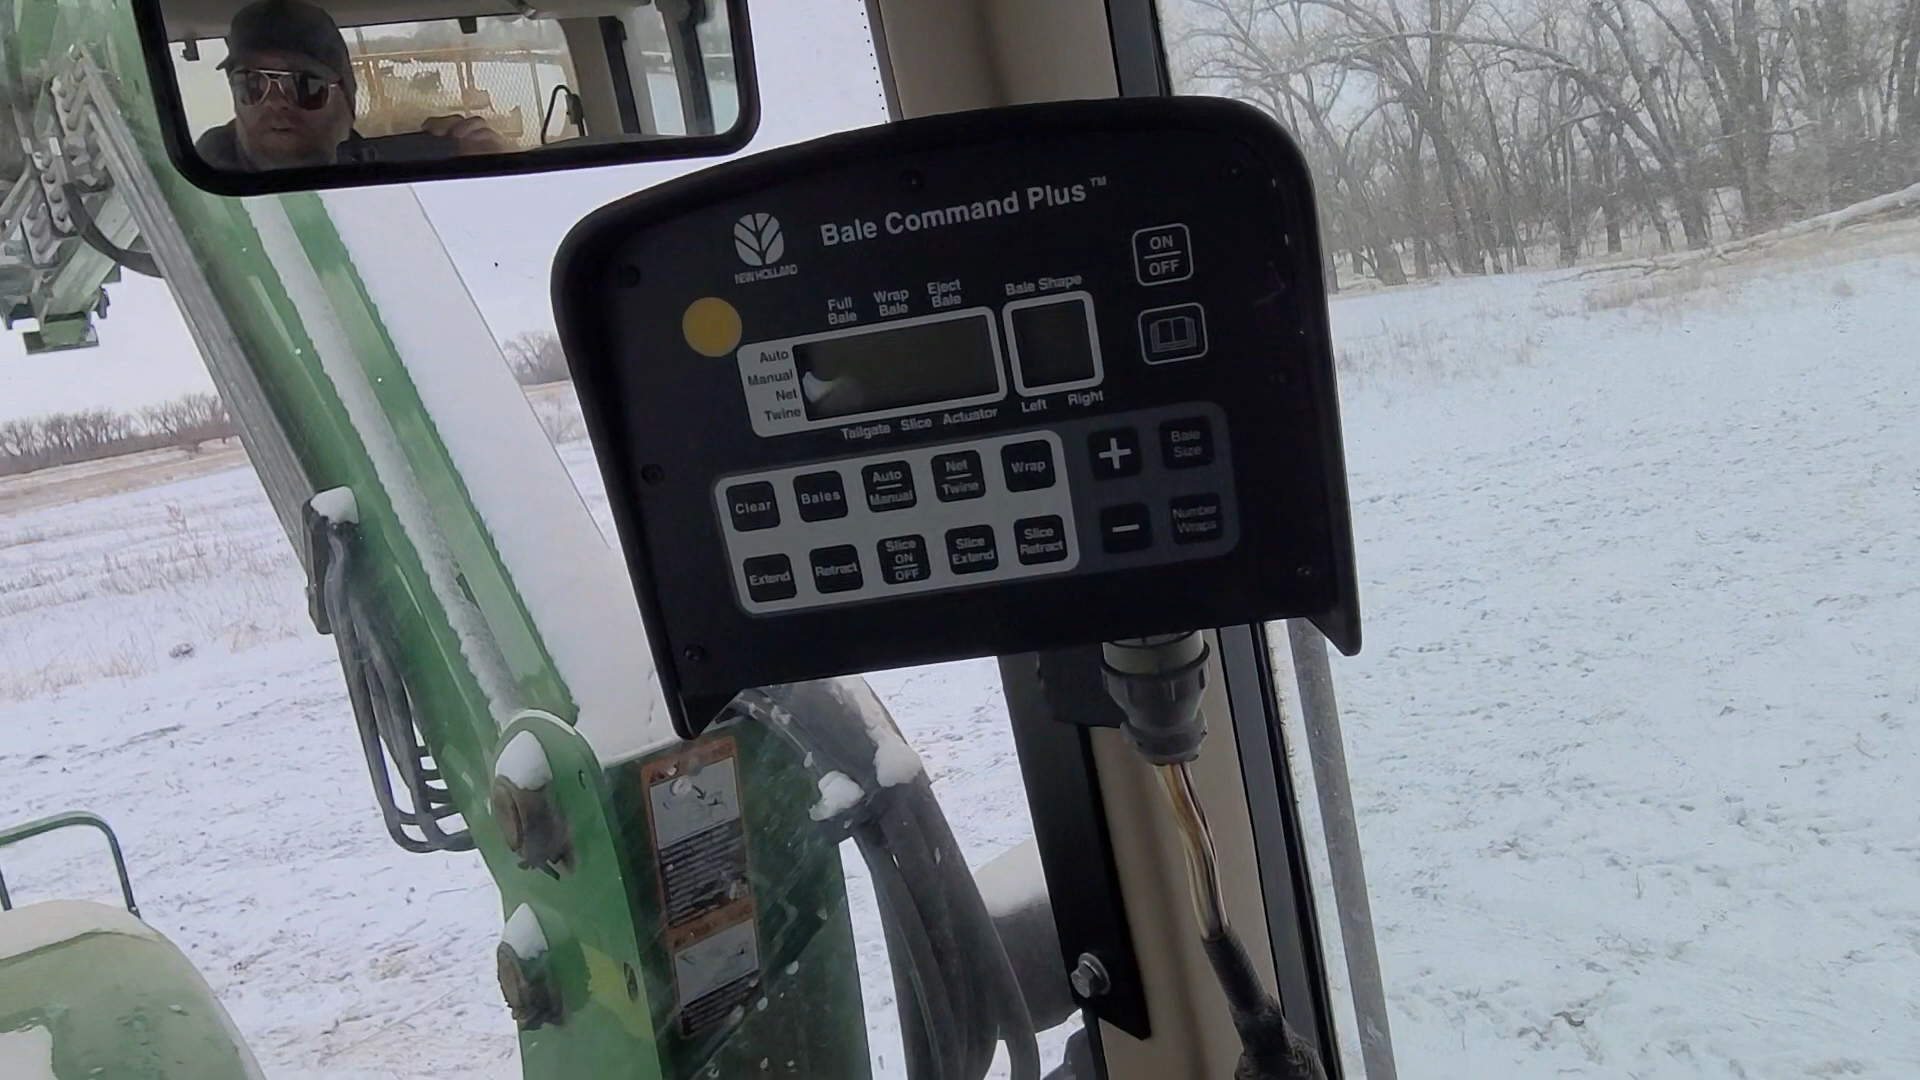 Bale Command Plus™
NEW HOLLAND
ON
OFF
Full
Bale
Wrap
Bale
Eject
Bale
Bale Shape
Auto
Manual
Net
Twine
Tailgate Slice Actuator
Left Right
Clear
Bales
Auto
Manual
Net
Twine
Wrap
+
Bale
Size
Extend
Retract
Slice
ON
OFF
Slice
Extend
Slice
Retract
−
Number
Wraps